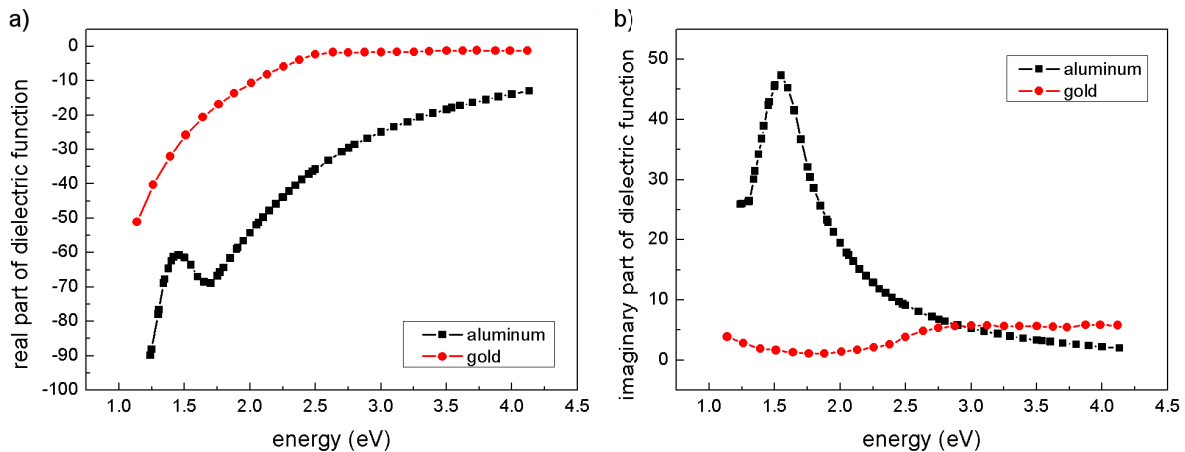 a)
real part of dielectric function
0
-10
-20
-30
-40
-50
-60
-70
-80
-90
-100
aluminum
gold
1.0 1.5 2.0 2.5 3.0 3.5 4.0 4.5
energy (eV)
b)
imaginary part of dielectric function
50
40
30
20
10
0
aluminum
gold
1.0 1.5 2.0 2.5 3.0 3.5 4.0 4.5
energy (eV)